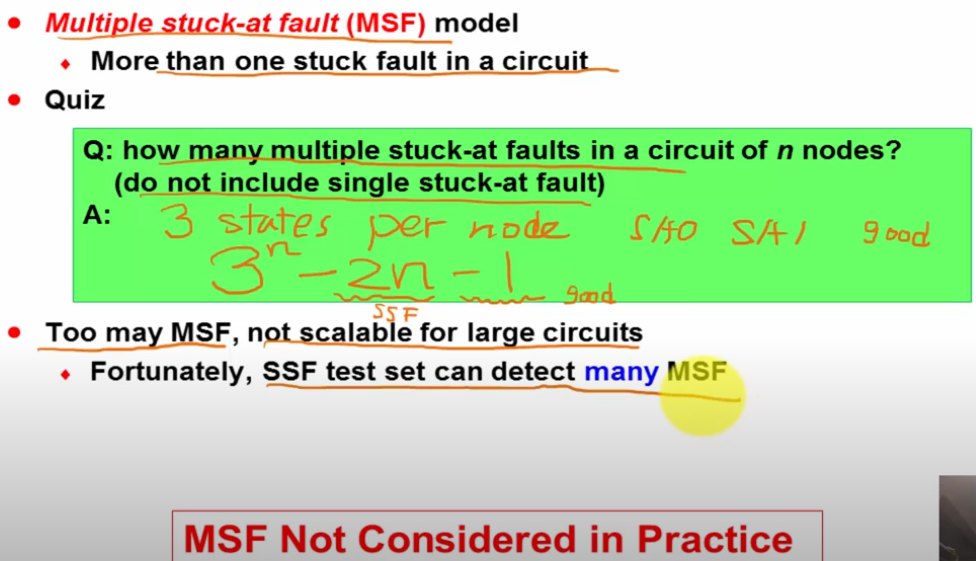 Multiple stuck-at fault (MSF) model
More than one stuck fault in a circuit
Quiz
Q: how many multiple stuck-at faults in a circuit of n nodes?
(do not include single stuck-at fault)
A: 3 states per node SA0 SA1 good
3ⁿ - 2n - 1
SSF good
Too may MSF, not scalable for large circuits
Fortunately, SSF test set can detect many MSF
MSF Not Considered in Practice